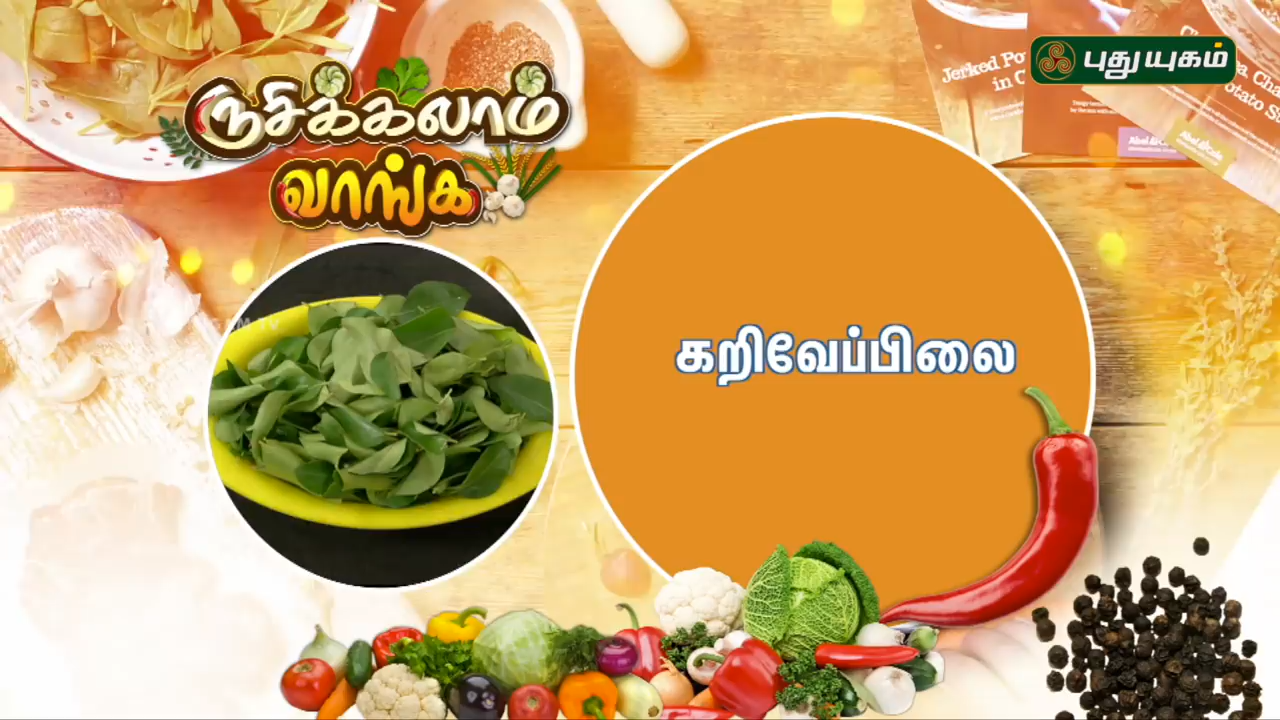 ருசிக்கலாம்
வாங்க
புதுயுகம்
கறிவேப்பிலை
Jerked Po
in C